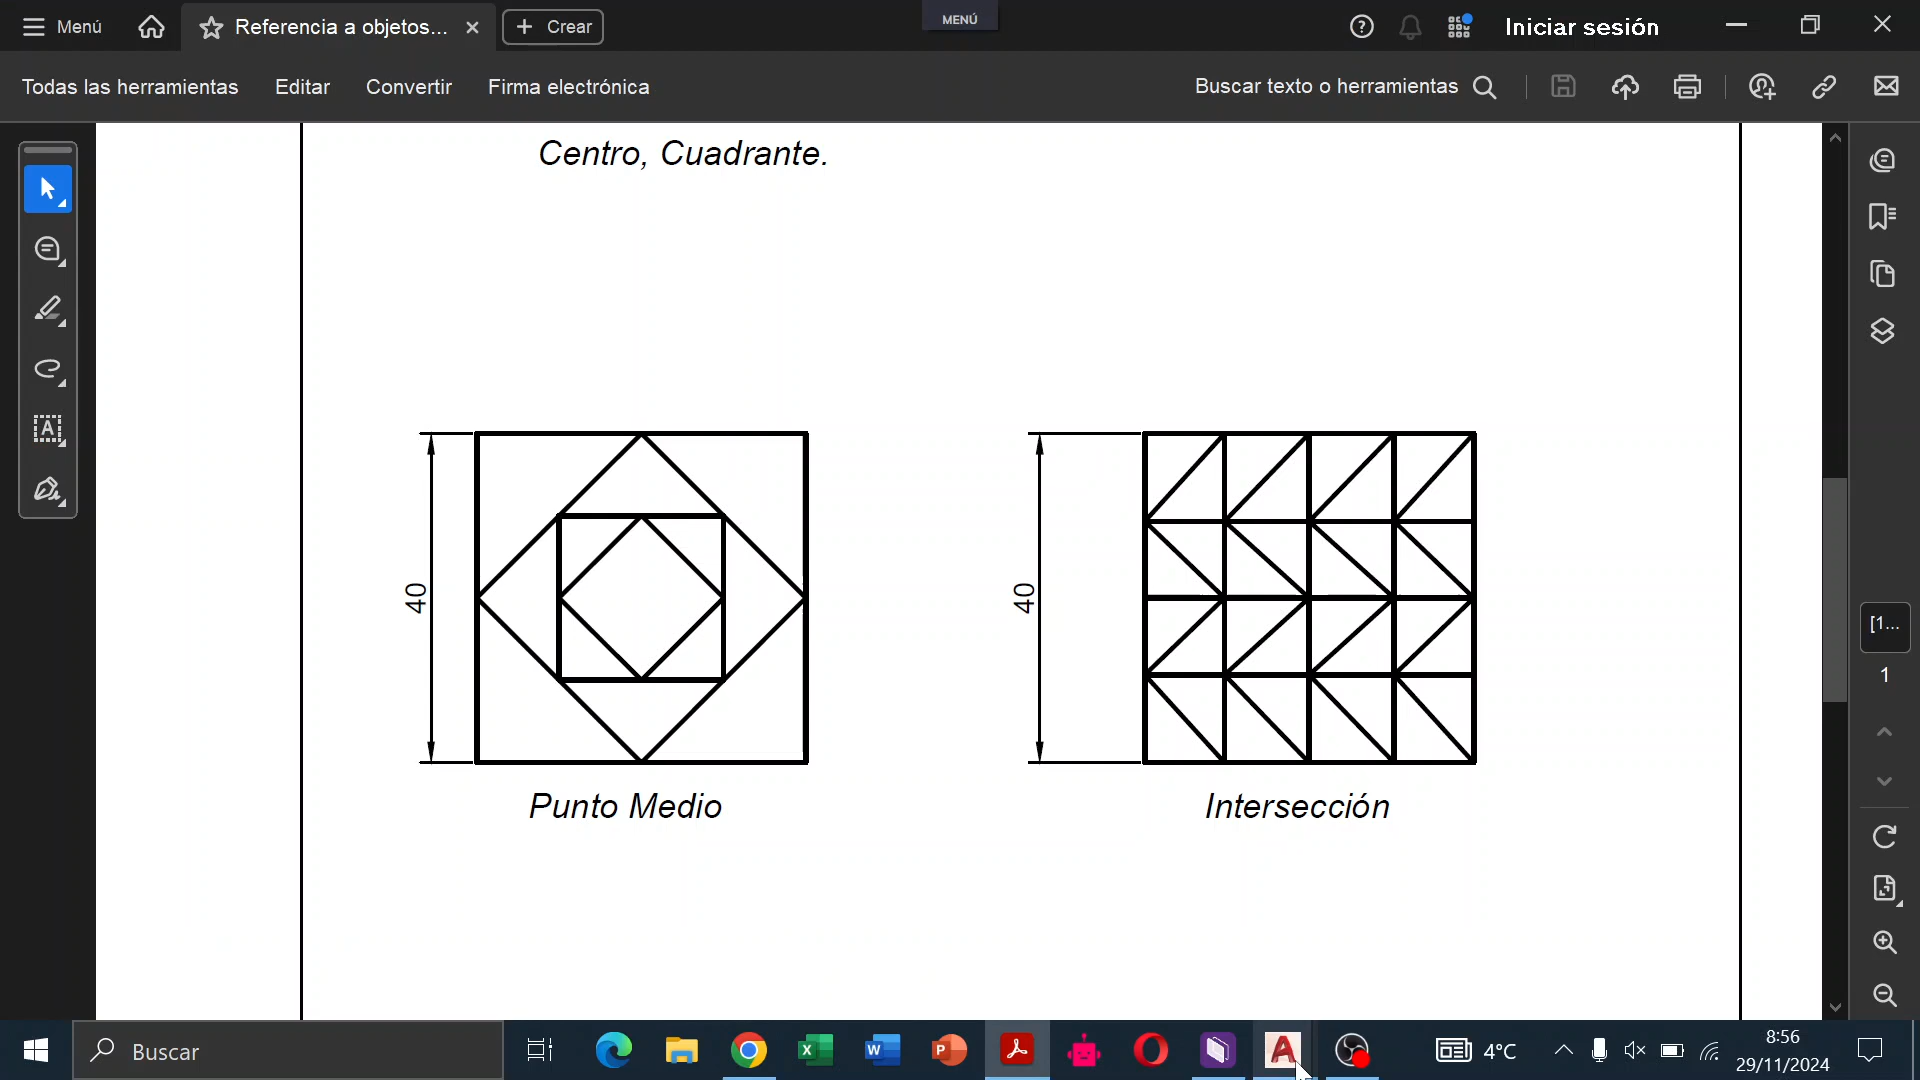 Menú
Referencia a objetos...
Crear
MENÚ
Iniciar sesión
Todas las herramientas
Editar
Convertir
Firma electrónica
Buscar texto o herramientas
Centro, Cuadrante.
40
40
Punto Medio
Intersección
[1...
1
Buscar
4°C
8:56
29/11/2024